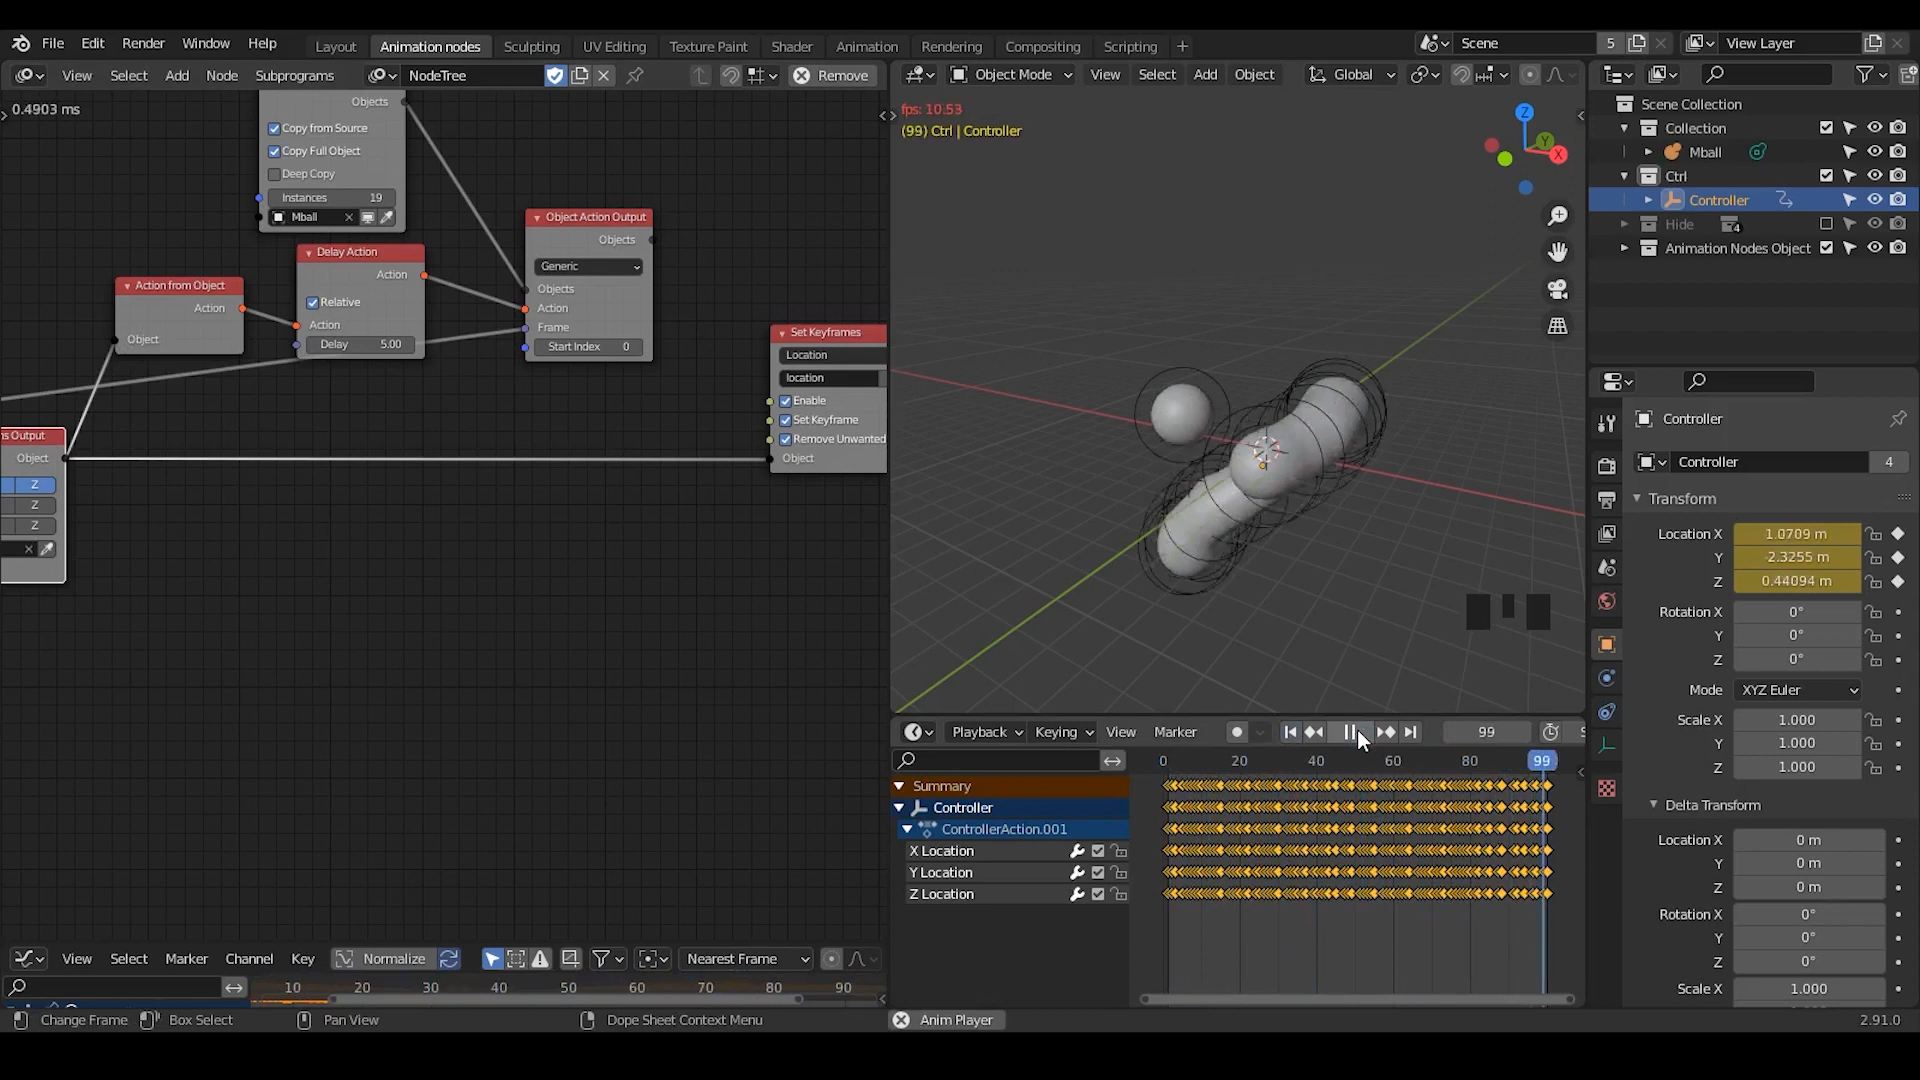 File Edit Render Window Help Layout Animation nodes Sculpting UV Editing Texture Paint Shader Animation Rendering Compositing Scripting + Scene 5 View Layer
View Select Add Node Subprograms NodeTree Remove
0.4903 ms
Objects
Copy from Source
Copy Full Object
Deep Copy
Instances 19
Mball
Action from Object
Action
Object
Delay Action
Action
Relative
Action
Delay 5.00
Object Action Output
Objects
Generic
Objects
Action
Frame
Start Index 0
Set Keyframes
Location
location
Enable
Set Keyframe
Remove Unwanted
Object
ns Output
Object
Z
Z
Z
Object Mode View Select Add Object Global
fps: 10.53
(99) Ctrl | Controller
Z
Y
X
Scene Collection
Collection
Mball
Ctrl
Controller
Hide 4
Animation Nodes Object
Controller
Controller 4
Transform
Location X 1.0709 m
Y -2.3255 m
Z 0.44094 m
Rotation X 0°
Y 0°
Z 0°
Mode XYZ Euler
Scale X 1.000
Y 1.000
Z 1.000
Delta Transform
Location X 0 m
Y 0 m
Z 0 m
Rotation X 0°
Y 0°
Z 0°
Scale X 1.000
Playback Keying View Marker 99 S
0 20 40 60 80 99
Summary
Controller
ControllerAction.001
X Location
Y Location
Z Location
View Select Marker Channel Key Normalize Nearest Frame
10 20 30 40 50 60 70 80 90
Change Frame Box Select Pan View Dope Sheet Context Menu Anim Player 2.91.0